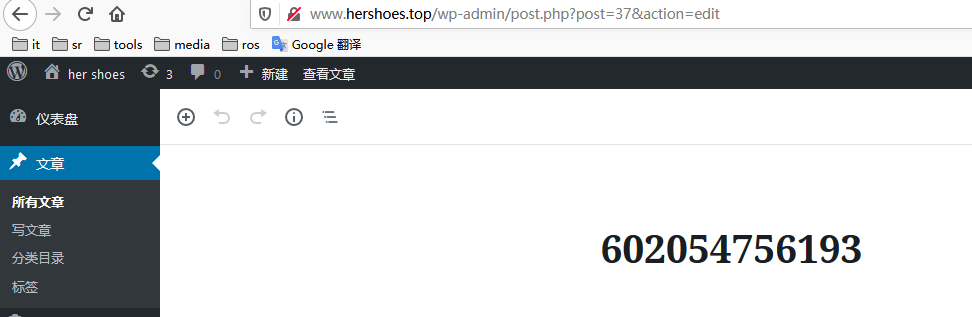 www.hershoes.top/wp-admin/post.php?post=37&action=edit
it sr tools media ros Google 翻译
her shoes 3 0 新建 查看文章
仪表盘
文章
所有文章
写文章
分类目录
标签
602054756193